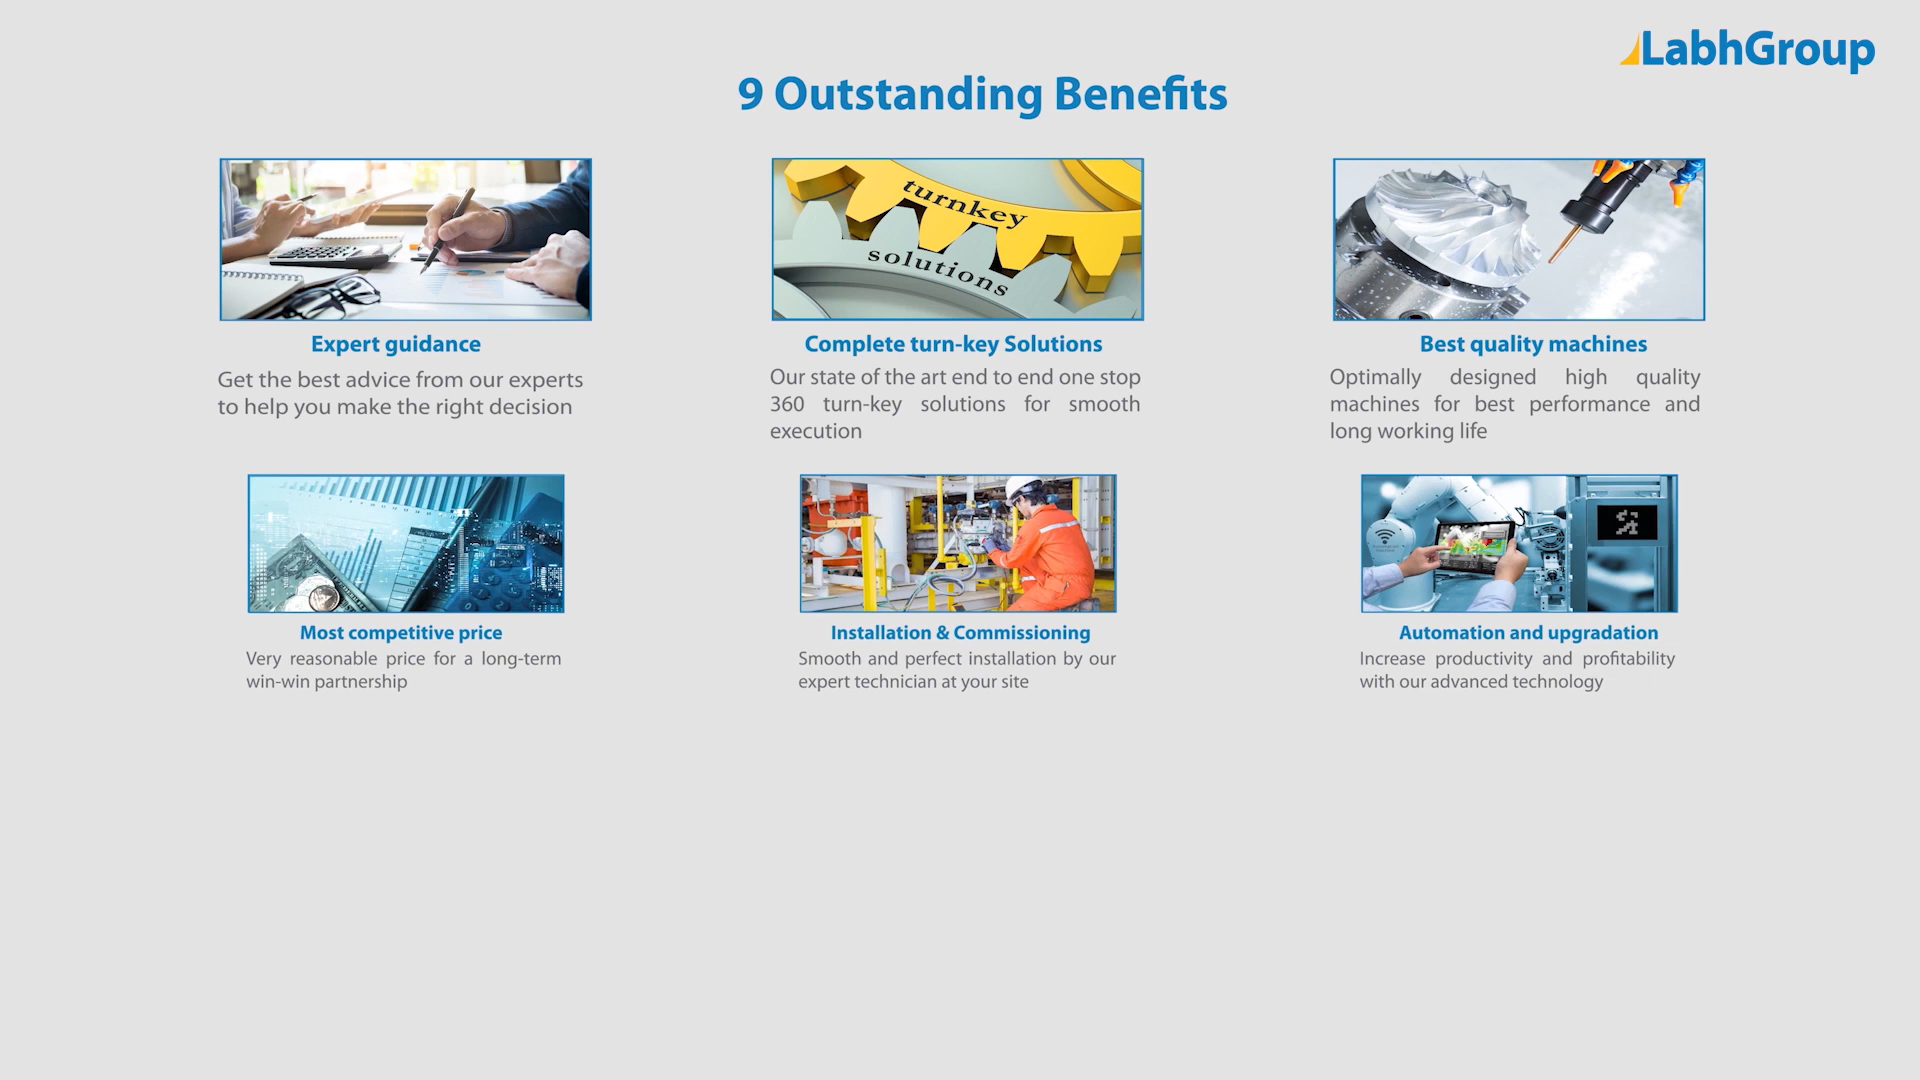 LabhGroup
9 Outstanding Benefits
turnkey
solutions
Expert guidance
Get the best advice from our experts
to help you make the right decision
Complete turn-key Solutions
Our state of the art end to end one stop
360 turn-key solutions for smooth
execution
Best quality machines
Optimally designed high quality
machines for best performance and
long working life
Most competitive price
Very reasonable price for a long-term
win-win partnership
Installation & Commissioning
Smooth and perfect installation by our
expert technician at your site
Automation and upgradation
Increase productivity and profitability
with our advanced technology